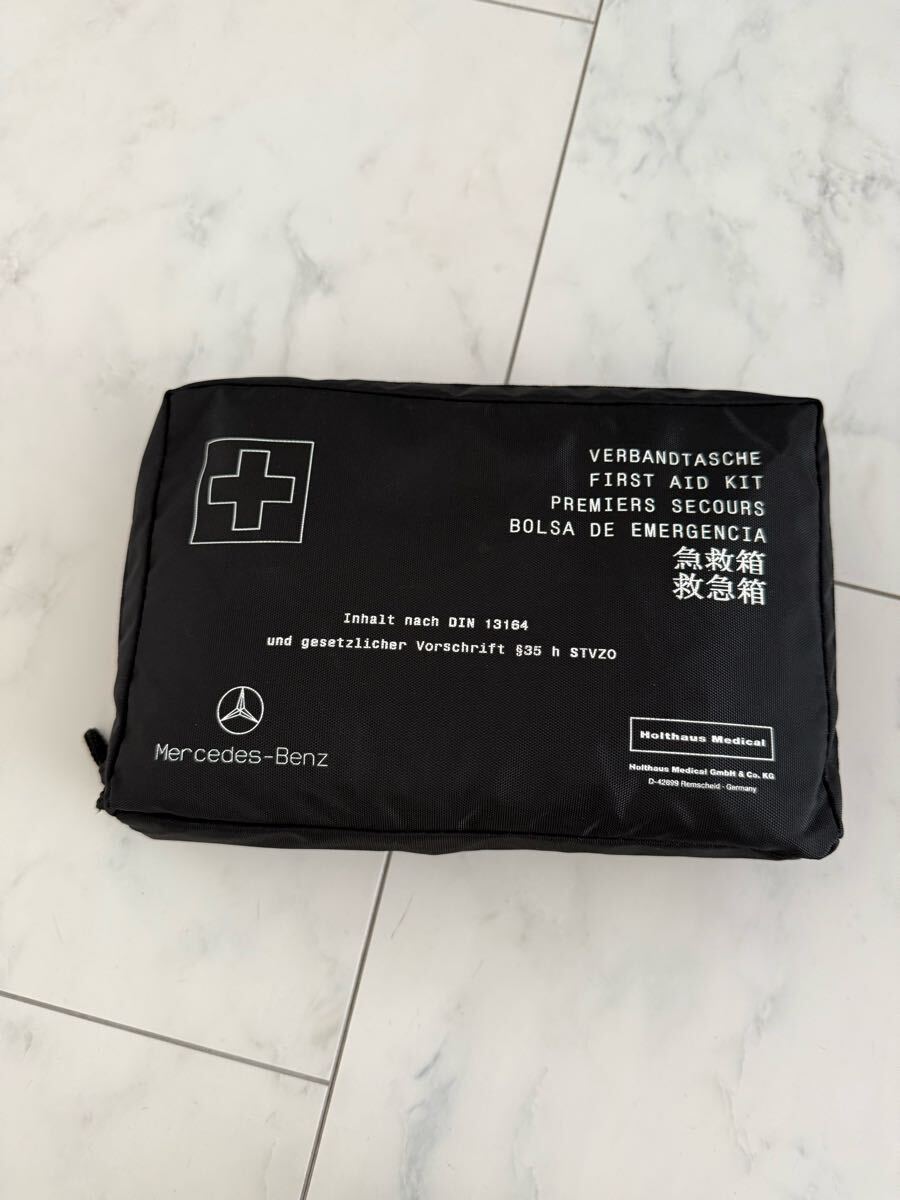 VERBANDTASCHE
FIRST AID KIT
PREMIERS SECOURS
BOLSA DE EMERGENCIA
急救箱
救急箱
Inhalt nach DIN 13164
und gesetzlicher Vorschrift §35 h STVZO
Mercedes-Benz
Holthaus Medical
Holthaus Medical GmbH & Co. KG
D-42899 Remscheid - Germany